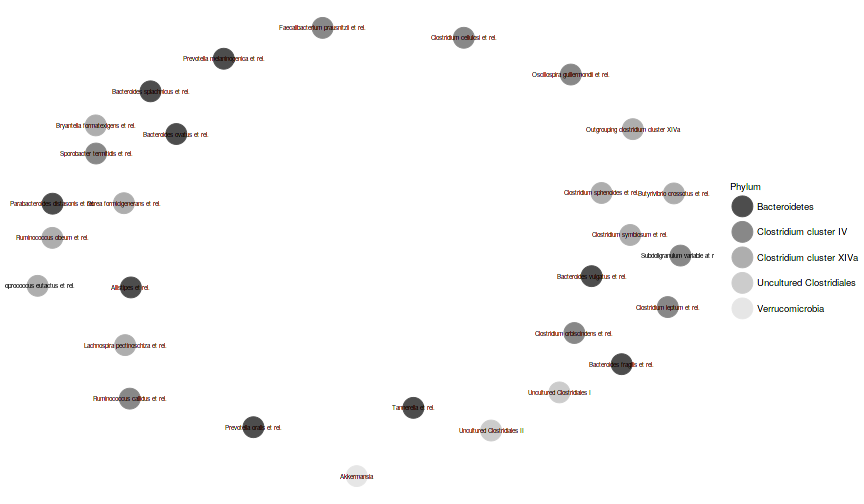 Faecalibacterium prausnitzii et rel.
Clostridium cellulosi et rel.
Prevotella melaninogenica et rel.
Oscillospira guillermondii et rel.
Bacteroides splachnicus et rel.
Bryantella formatexigens et rel.
Bacteroides ovatus et rel.
Outgrouping clostridium cluster XIVa
Sporobacter termitidis et rel.
Clostridium sphenoides et rel.
Butyrivibrio crossotus et rel.
Phylum
Parabacteroides distasonis et rel.
Dorea formicigenerans et rel.
Bacteroidetes
Ruminococcus obeum et rel.
Clostridium symbiosum et rel.
Clostridium cluster IV
Subdoligranulum variable at r
Clostridium cluster XIVa
Bacteroides vulgatus et rel.
oprococcus eutactus et rel.
Allistipes et rel.
Uncultured Clostridiales
Clostridium leptum et rel.
Verrucomicrobia
Clostridium orbiscindens et rel.
Lachnospira pectinoschiza et rel.
Bacteroides fragilis et rel.
Uncultured Clostridiales I
Ruminococcus callidus et rel.
Tannerella et rel.
Prevotella oralis et rel.
Uncultured Clostridiales II
Akkermansia